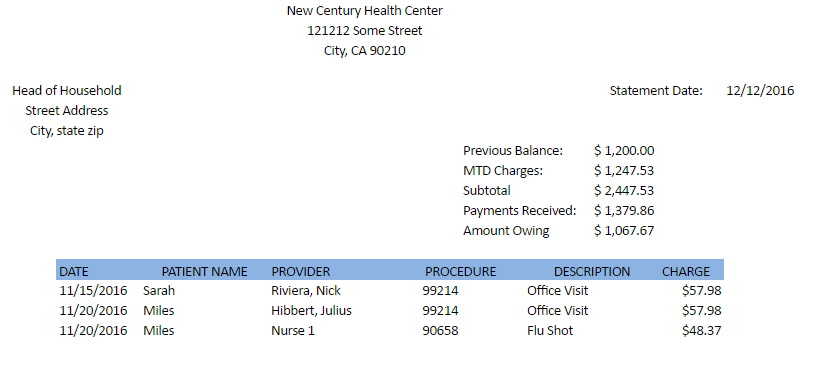 New Century Health Center
121212 Some Street
City, CA 90210
Head of Household
Statement Date: 12/12/2016
Street Address
City, state zip
Previous Balance: $ 1,200.00
MTD Charges: $ 1,247.53
Subtotal $ 2,447.53
Payments Received: $ 1,379.86
Amount Owing $ 1,067.67
DATE PATIENT NAME PROVIDER PROCEDURE DESCRIPTION CHARGE
11/15/2016 Sarah Riviera, Nick 99214 Office Visit $57.98
11/20/2016 Miles Hibbert, Julius 99214 Office Visit $57.98
11/20/2016 Miles Nurse 1 90658 Flu Shot $48.37